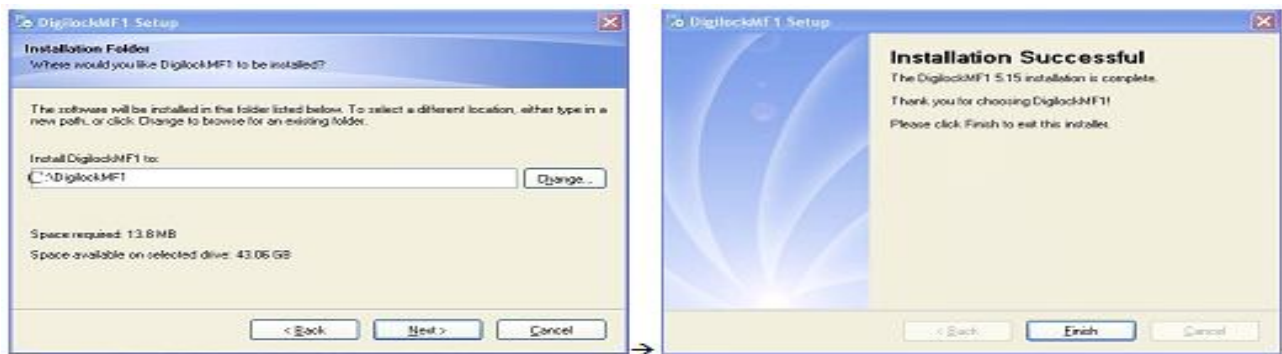 DigilockMF1 Setup
Installation Folder
Where would you like DigilockMF1 to be installed?
The software will be installed in the folder listed below. To select a different location, either type in a
new path, or click Change to browse for an existing folder.
Install DigilockMF1 to:
C:\DigilockMF1
Change...
Space required: 13.8 MB
Space available on selected drive: 43.06 GB
< Back
Next >
Cancel
→
DigilockMF1 Setup
Installation Successful
The DigilockMF1 5.15 installation is complete.
Thank you for choosing DigilockMF1!
Please click Finish to exit this installer.
< Back
Finish
Cancel